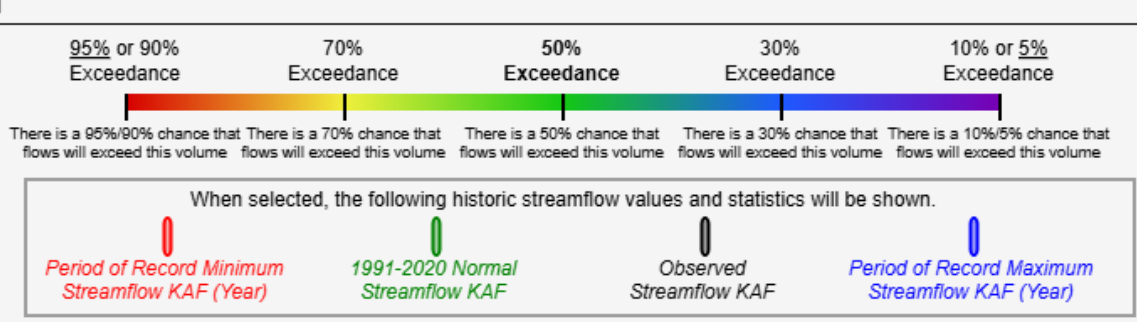 95% or 90% 70% 50% 30% 10% or 5%
Exceedance Exceedance Exceedance Exceedance Exceedance
There is a 95%/90% chance that There is a 70% chance that There is a 50% chance that There is a 30% chance that There is a 10%/5% chance that
flows will exceed this volume flows will exceed this volume flows will exceed this volume flows will exceed this volume flows will exceed this volume
When selected, the following historic streamflow values and statistics will be shown.
Period of Record Minimum 1991-2020 Normal Observed Period of Record Maximum
Streamflow KAF (Year) Streamflow KAF Streamflow KAF Streamflow KAF (Year)